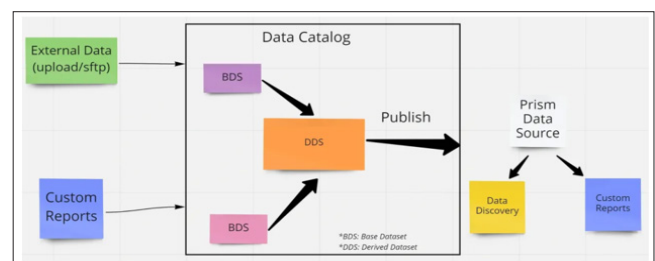 Data Catalog
External Data
(upload/sftp)
BDS
DDS
Publish
Prism
Data
Source
Custom
Reports
BDS
Data
Discovery
Custom
Reports
*BDS: Base Dataset
*DDS: Derived Dataset